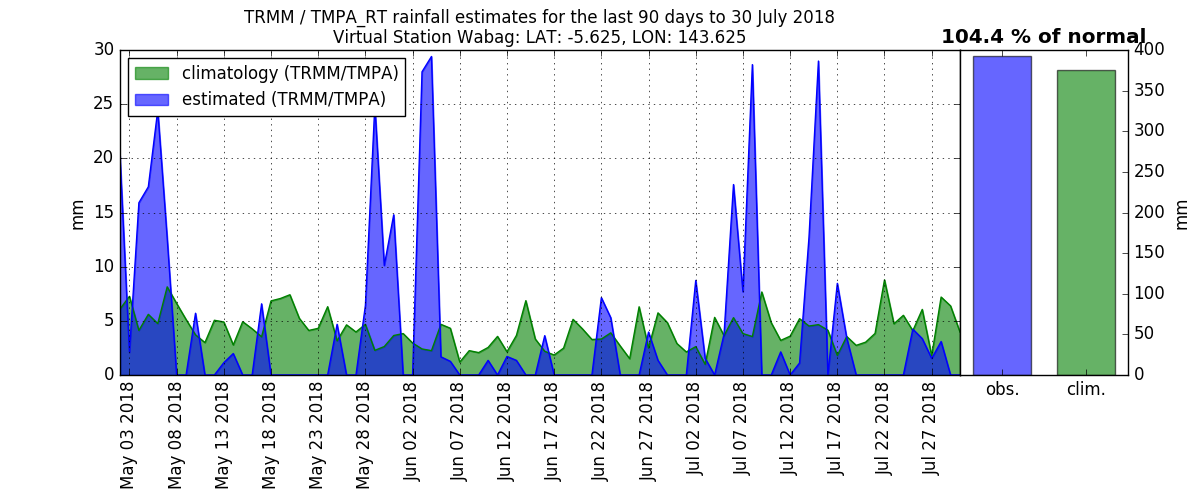 TRMM / TMPA_RT rainfall estimates for the last 90 days to 30 July 2018
Virtual Station Wabag: LAT: -5.625, LON: 143.625
104.4 % of normal
climatology (TRMM/TMPA)
estimated (TRMM/TMPA)
mm
30
25
20
15
10
5
0
May 03 2018
May 08 2018
May 13 2018
May 18 2018
May 23 2018
May 28 2018
Jun 02 2018
Jun 07 2018
Jun 12 2018
Jun 17 2018
Jun 22 2018
Jun 27 2018
Jul 02 2018
Jul 07 2018
Jul 12 2018
Jul 17 2018
Jul 22 2018
Jul 27 2018
obs.
clim.
400
350
300
250
200
150
100
50
0
mm